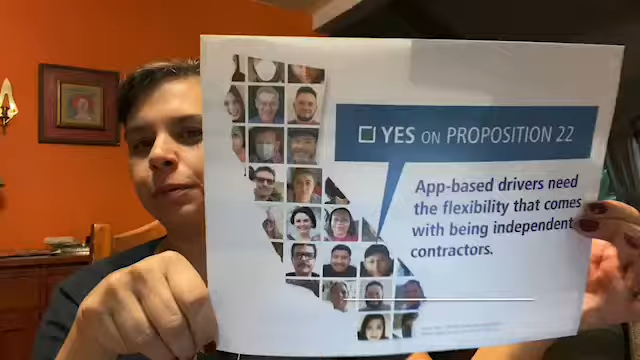 YES ON PROPOSITION 22
App-based drivers need
the flexibility that comes
with being independent
contractors.